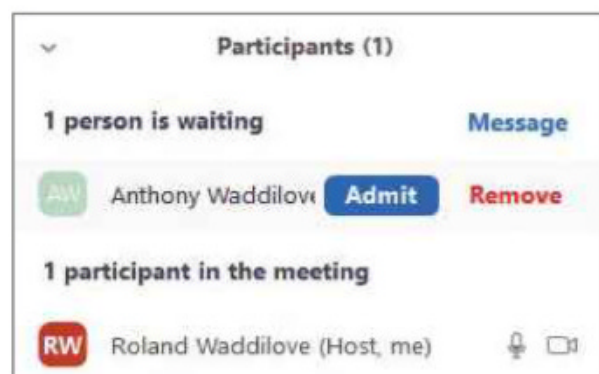 Participants (1)
1 person is waiting Message
AW Anthony Waddilove Admit Remove
1 participant in the meeting
RW Roland Waddilove (Host, me)